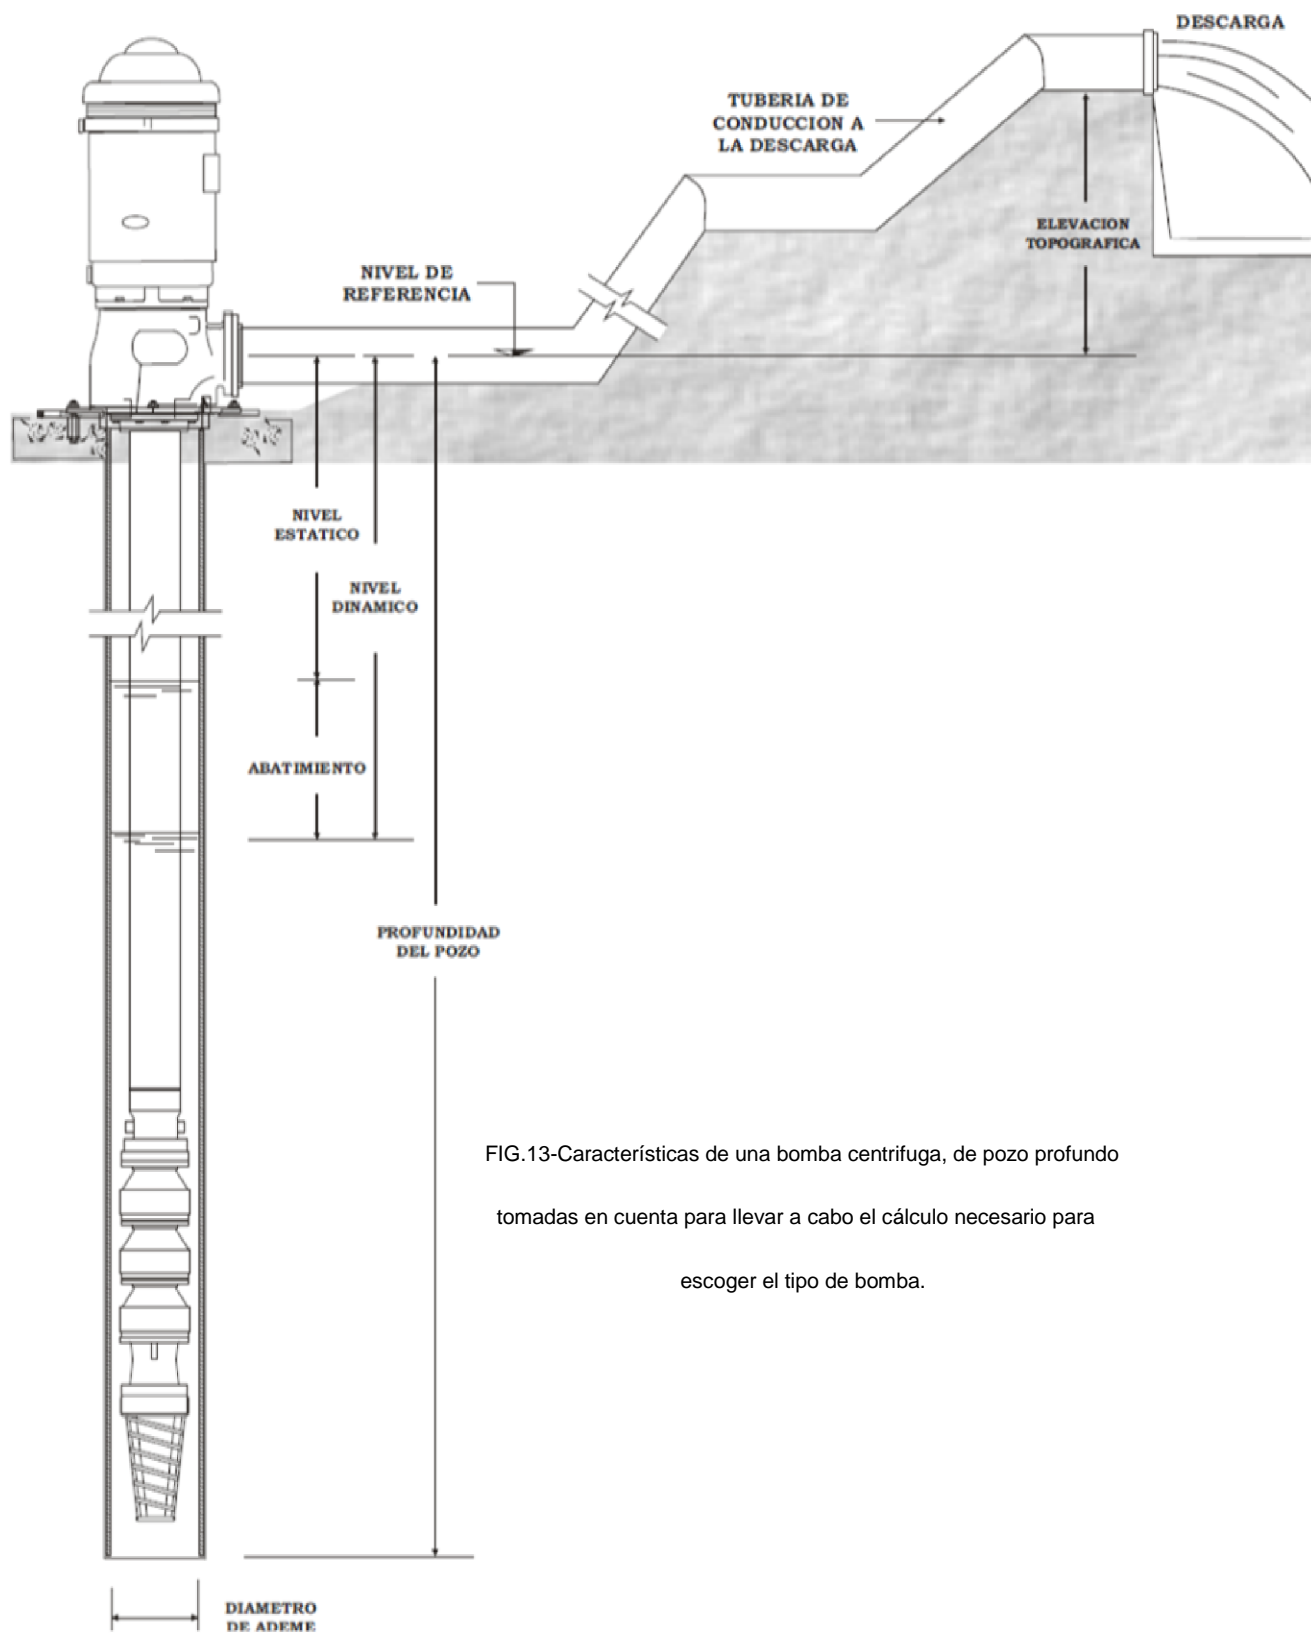 DESCARGA
TUBERIA DE
CONDUCCION A
LA DESCARGA
ELEVACION
TOPOGRAFICA
NIVEL DE
REFERENCIA
NIVEL
ESTATICO
NIVEL
DINAMICO
ABATIMIENTO
PROFUNDIDAD
DEL POZO
FIG.13-Características de una bomba centrifuga, de pozo profundo
tomadas en cuenta para llevar a cabo el cálculo necesario para
escoger el tipo de bomba.
DIAMETRO
DE ADEME